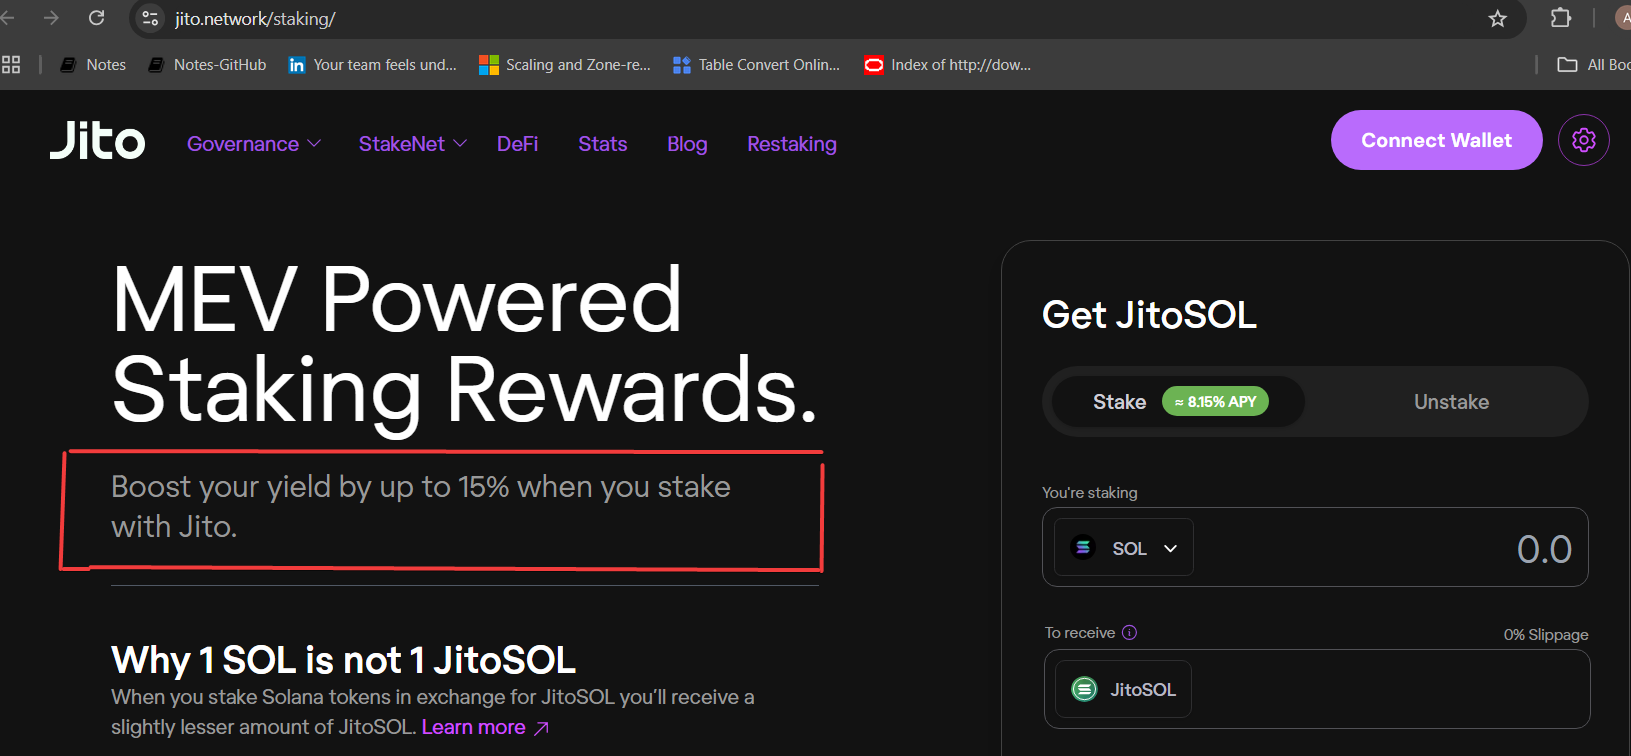 jito.network/staking/
Notes Notes-GitHub Your team feels und... Scaling and Zone-re... Table Convert Onlin... Index of http://dow... All Boo
Jito Governance StakeNet DeFi Stats Blog Restaking Connect Wallet
MEV Powered
Staking Rewards.
Boost your yield by up to 15% when you stake
with Jito.
Why 1 SOL is not 1 JitoSOL
When you stake Solana tokens in exchange for JitoSOL you'll receive a
slightly lesser amount of JitoSOL. Learn more
Get JitoSOL
Stake ≈ 8.15% APY Unstake
You're staking
SOL 0.0
To receive 0% Slippage
JitoSOL